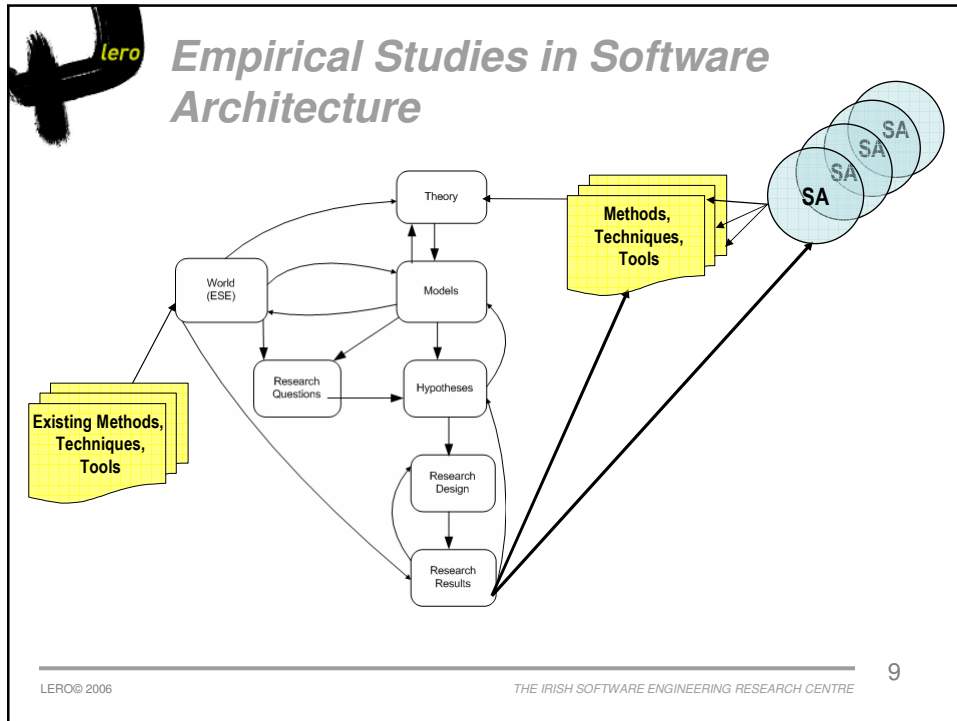 lero
Empirical Studies in Software
Architecture
SA
SA
SA
SA
Theory
Methods,
Techniques,
Tools
World
(ESE)
Models
Research
Questions
Hypotheses
Existing Methods,
Techniques,
Tools
Research
Design
Research
Results
LERO© 2006
THE IRISH SOFTWARE ENGINEERING RESEARCH CENTRE
9